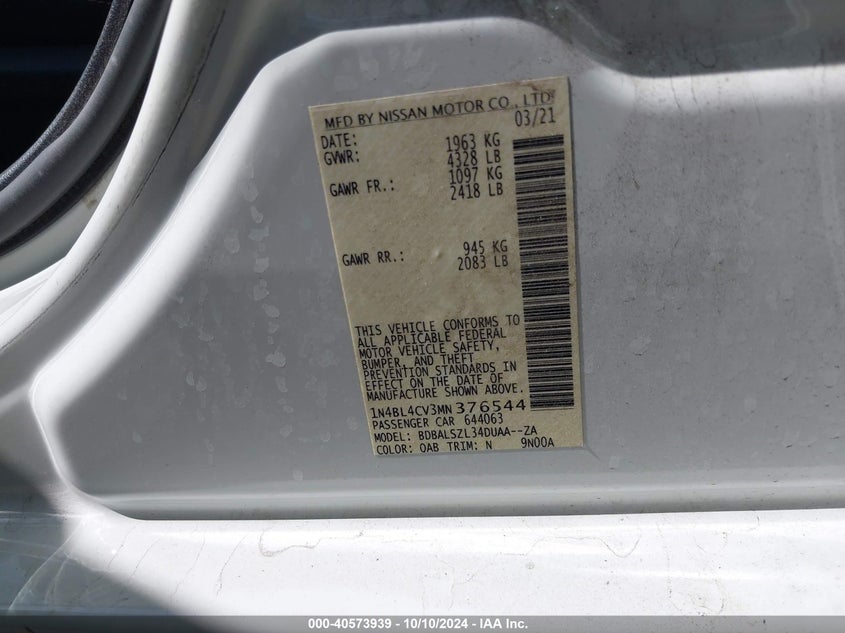 MFD BY NISSAN MOTOR CO., LTD
DATE: 03/21
GVWR: 1963 KG
4328 LB
GAWR FR.: 1097 KG
2418 LB
GAWR RR.: 945 KG
2083 LB
THIS VEHICLE CONFORMS TO
ALL APPLICABLE FEDERAL
MOTOR VEHICLE SAFETY,
BUMPER, AND THEFT
PREVENTION STANDARDS IN
EFFECT ON THE DATE OF
MANUFACTURE SHOWN ABOVE.
1N4BL4CV3MN376544
PASSENGER CAR 644063
MODEL: BDBALSZL34DUAA--ZA
COLOR: QAB TRIM: N 9N00A
000-40573939 - 10/10/2024 - IAA Inc.